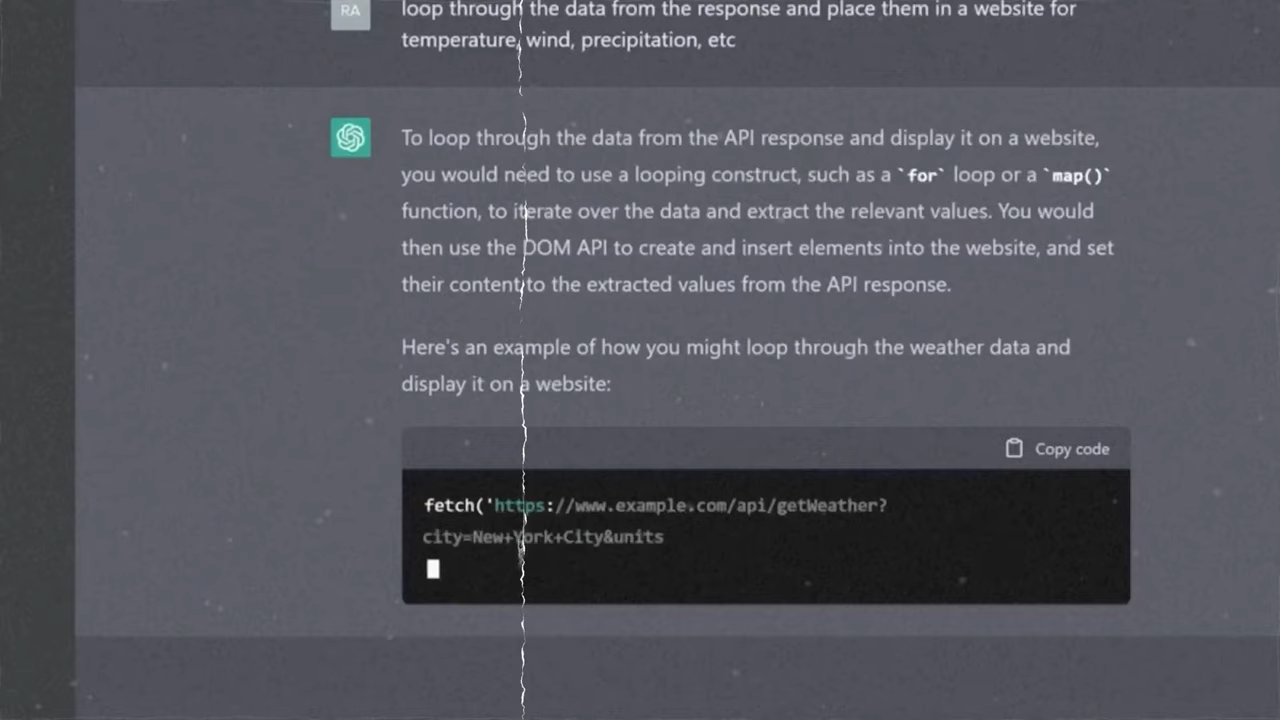 RA
loop through the data from the response and place them in a website for
temperature, wind, precipitation, etc
To loop through the data from the API response and display it on a website,
you would need to use a looping construct, such as a `for` loop or a `map()`
function, to iterate over the data and extract the relevant values. You would
then use the DOM API to create and insert elements into the website, and set
their content to the extracted values from the API response.
Here's an example of how you might loop through the weather data and
display it on a website:
Copy code
fetch('https://www.example.com/api/getWeather?
city=New+York+City&units